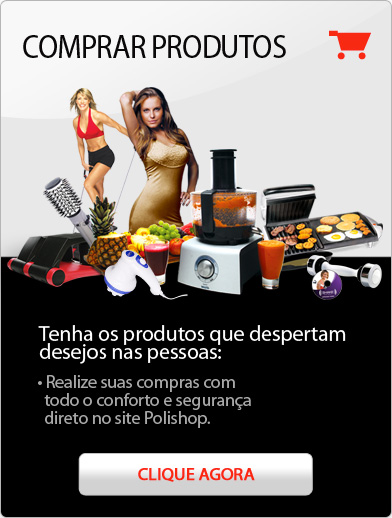 COMPRAR PRODUTOS
Tenha os produtos que despertam
desejos nas pessoas:
• Realize suas compras com
todo o conforto e segurança
direto no site Polishop.
CLIQUE AGORA